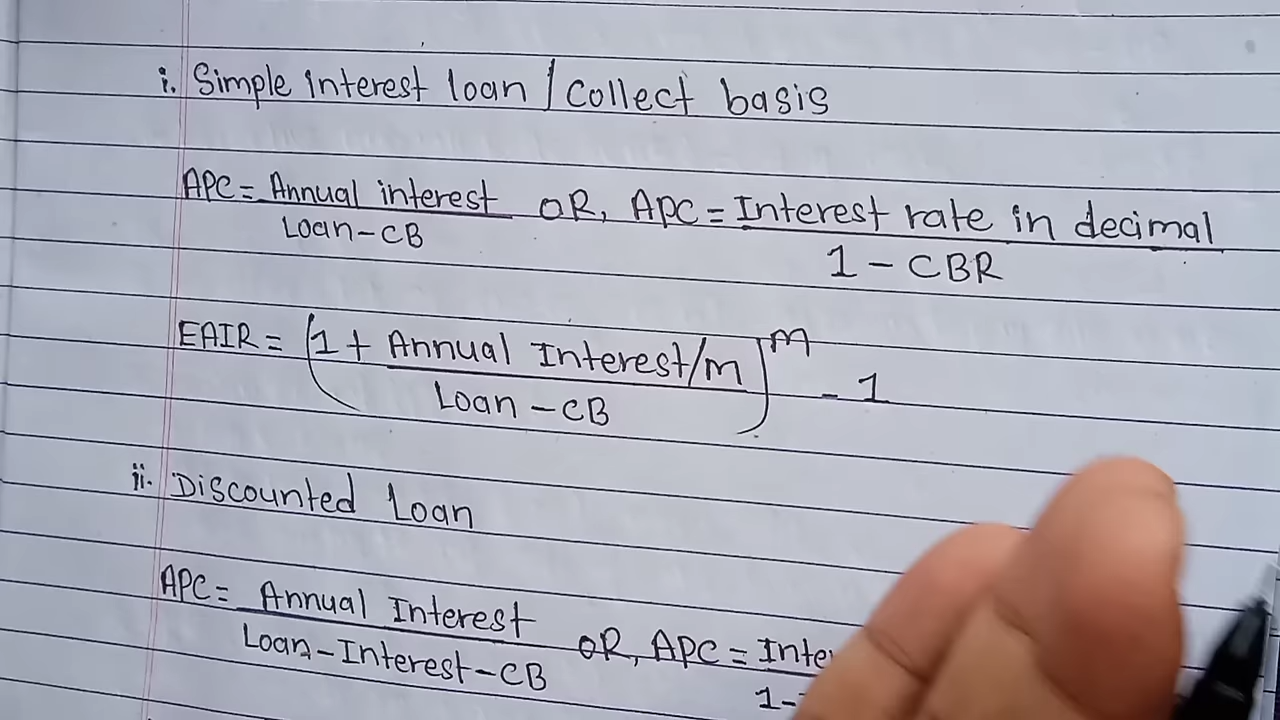 i. Simple interest loan / Collect basis
APC = Annual interest / Loan - CB OR, APC = Interest rate in decimal / 1 - CBR
EAIR = (1 + Annual Interest/m / Loan - CB)^m - 1
ii. Discounted Loan
APC = Annual Interest / Loan - Interest - CB OR, APC =
1 -